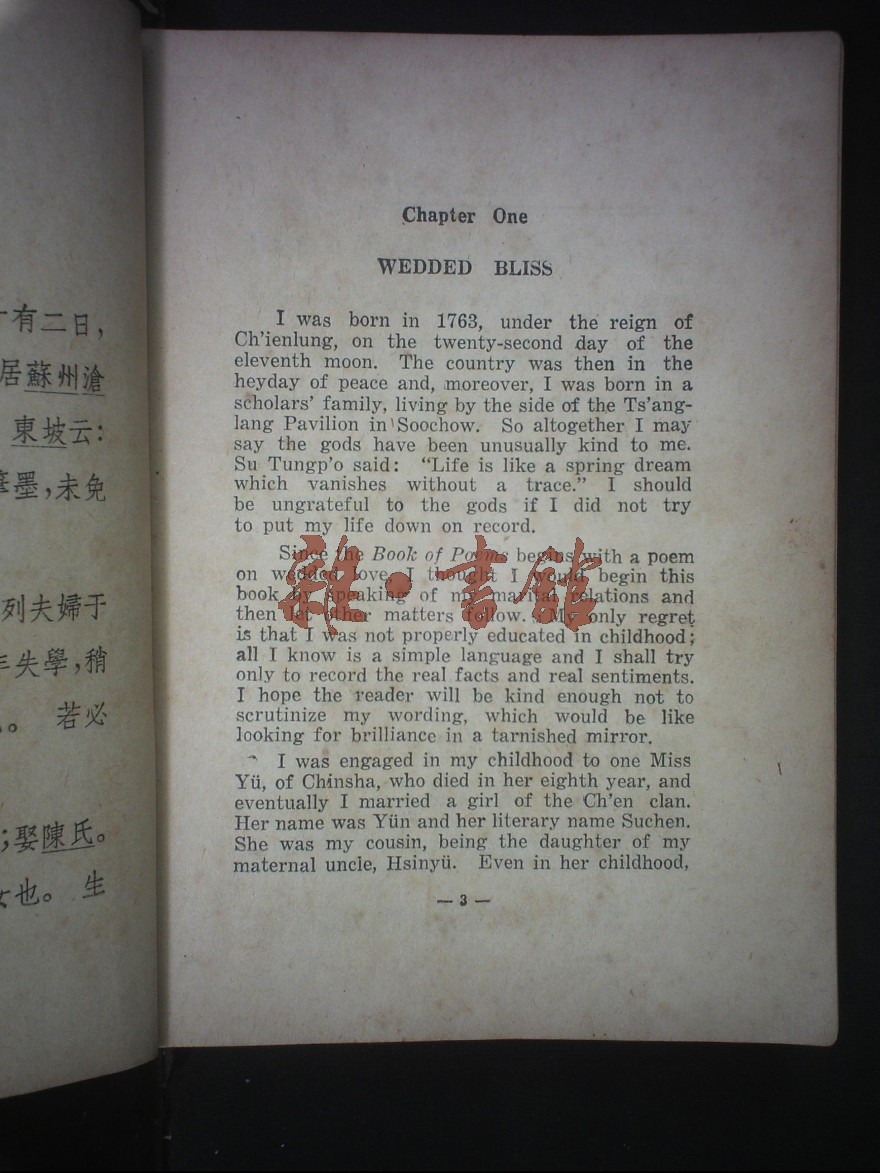 有二日，
居蘇州滄
東坡云：
墨，未免
列夫婦于
失學，稍
。 若必
；娶陳氏。
也。 生
Chapter One
WEDDED BLISS
I was born in 1763, under the reign of
Ch'ienlung, on the twenty-second day of the
eleventh moon. The country was then in the
heyday of peace and, moreover, I was born in a
scholars' family, living by the side of the Ts'ang-
lang Pavilion in Soochow. So altogether I may
say the gods have been unusually kind to me.
Su Tungp'o said: "Life is like a spring dream
which vanishes without a trace." I should
be ungrateful to the gods if I did not try
to put my life down on record.
Since the Book of Poems begins with a poem
on wedded love, I thought I would begin this
book by speaking of my marital relations and
then let other matters follow. My only regret
is that I was not properly educated in childhood;
all I know is a simple language and I shall try
only to record the real facts and real sentiments.
I hope the reader will be kind enough not to
scrutinize my wording, which would be like
looking for brilliance in a tarnished mirror.
I was engaged in my childhood to one Miss
Yü, of Chinsha, who died in her eighth year, and
eventually I married a girl of the Ch'en clan.
Her name was Yün and her literary name Suchen.
She was my cousin, being the daughter of my
maternal uncle, Hsinyü. Even in her childhood,
— 3 —
雜·書館